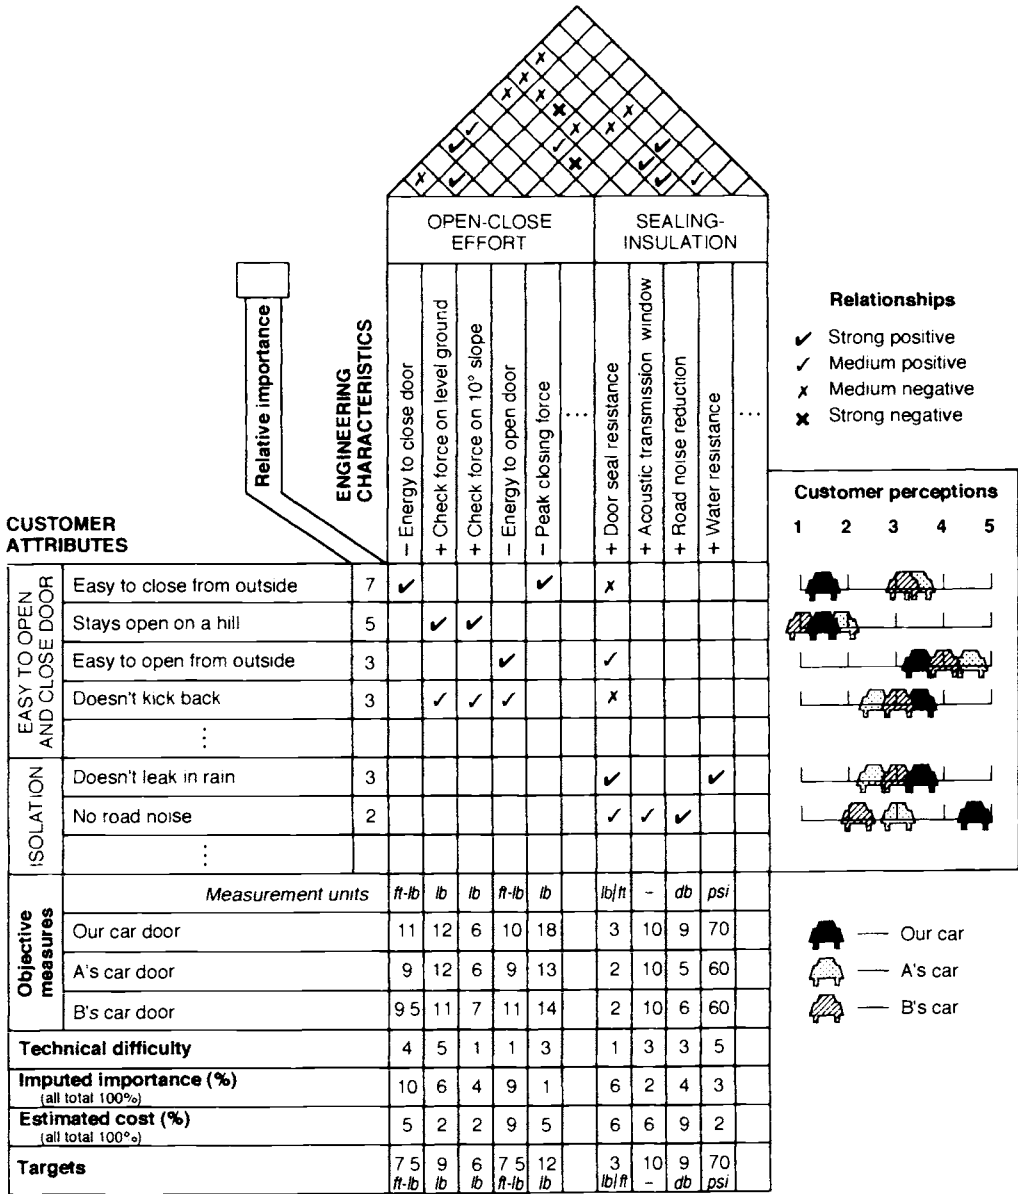 OPEN-CLOSE
EFFORT
SEALING-
INSULATION
Relative importance
ENGINEERING
CHARACTERISTICS
– Energy to close door
+ Check force on level ground
+ Check force on 10° slope
– Energy to open door
– Peak closing force
...
+ Door seal resistance
+ Acoustic transmission window
+ Road noise reduction
+ Water resistance
...
Relationships
✓ Strong positive
✓ Medium positive
✗ Medium negative
✖ Strong negative
CUSTOMER
ATTRIBUTES
Customer perceptions
1 2 3 4 5
EASY TO OPEN
AND CLOSE DOOR
Easy to close from outside 7 ✓ ✓ ✗
Stays open on a hill 5 ✓ ✓
Easy to open from outside 3 ✓ ✓
Doesn't kick back 3 ✓ ✓ ✓ ✗
⋮
ISOLATION
Doesn't leak in rain 3 ✓ ✓
No road noise 2 ✓ ✓ ✓
⋮
Objective
measures
Measurement units ft-lb lb lb ft-lb lb lb/ft – db psi
Our car door 11 12 6 10 18 3 10 9 70
A's car door 9 12 6 9 13 2 10 5 60
B's car door 9 5 11 7 11 14 2 10 6 60
Technical difficulty 4 5 1 1 3 1 3 3 5
Imputed importance (%) 10 6 4 9 1 6 2 4 3
(all total 100%)
Estimated cost (%) 5 2 2 9 5 6 6 9 2
(all total 100%)
Targets 7 5 9 6 7 5 12 3 10 9 70
ft-lb lb lb ft-lb lb lb/ft – db psi
— Our car
— A's car
— B's car